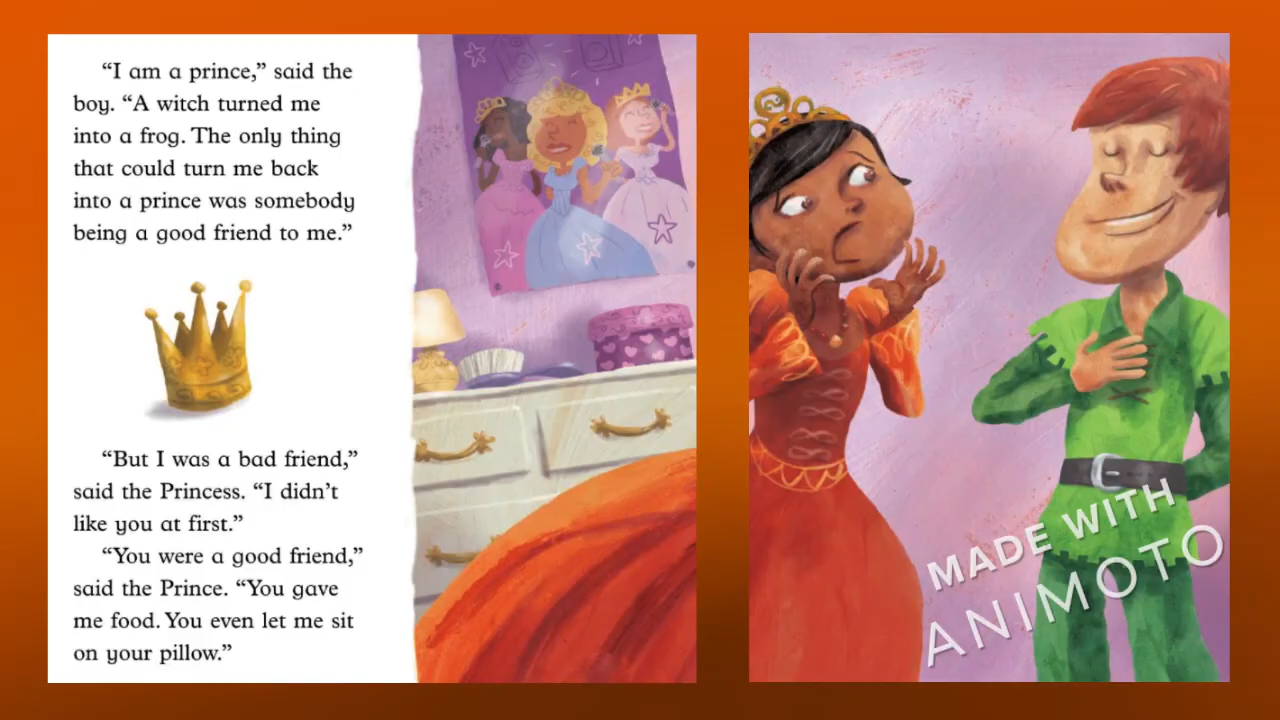 “I am a prince,” said the
boy. “A witch turned me
into a frog. The only thing
that could turn me back
into a prince was somebody
being a good friend to me.”
“But I was a bad friend,”
said the Princess. “I didn’t
like you at first.”
“You were a good friend,”
said the Prince. “You gave
me food. You even let me sit
on your pillow.”
MADE WITH
ANIMOTO